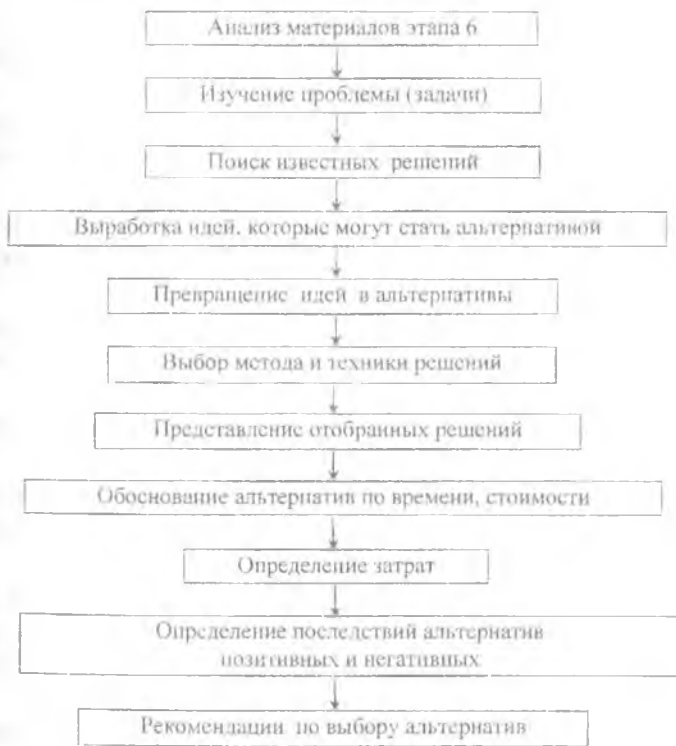 Анализ материалов этапа 6
Изучение проблемы (задачи)
Поиск известных решений
Выработка идей, которые могут стать альтернативой
Превращение идей в альтернативы
Выбор метода и техники решений
Представление отобранных решений
Обоснование альтернатив по времени, стоимости
Определение затрат
Определение последствий альтернатив
позитивных и негативных
Рекомендации по выбору альтернатив